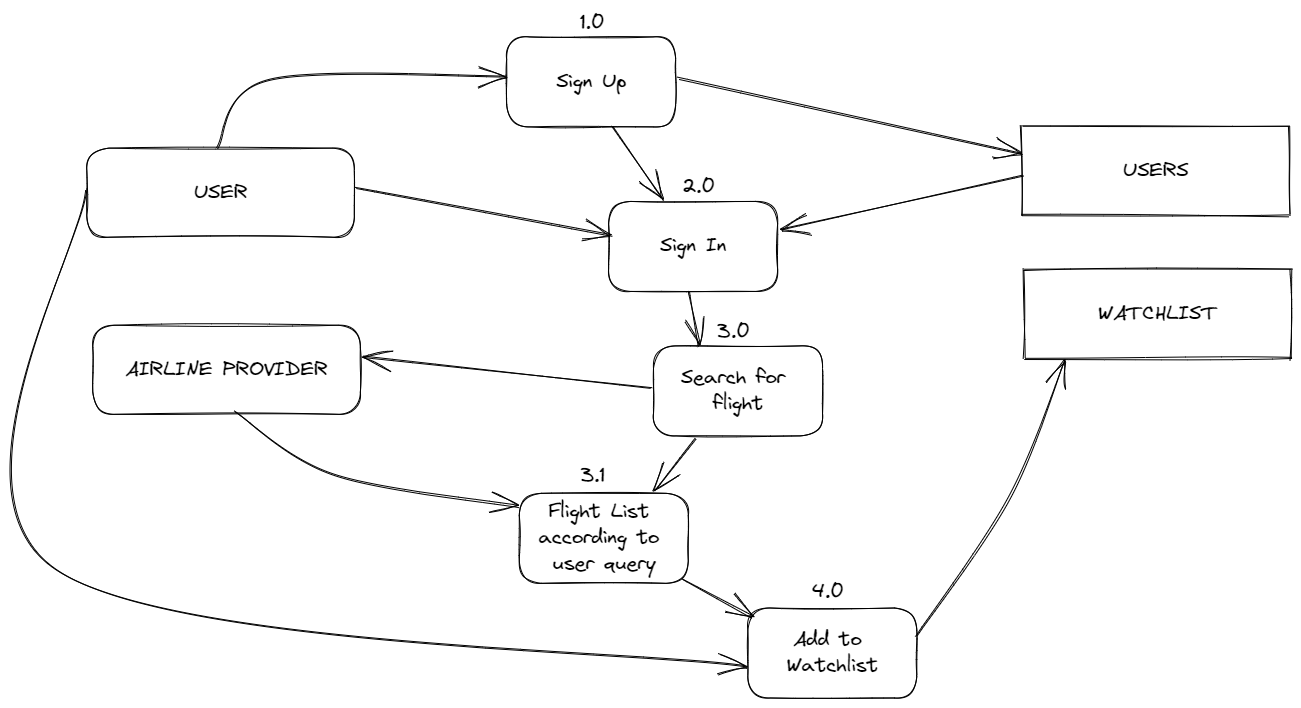 1.0
Sign Up
USER
USERS
2.0
Sign In
WATCHLIST
3.0
AIRLINE PROVIDER
Search for
flight
3.1
Flight List
according to
user query
4.0
Add to
Watchlist